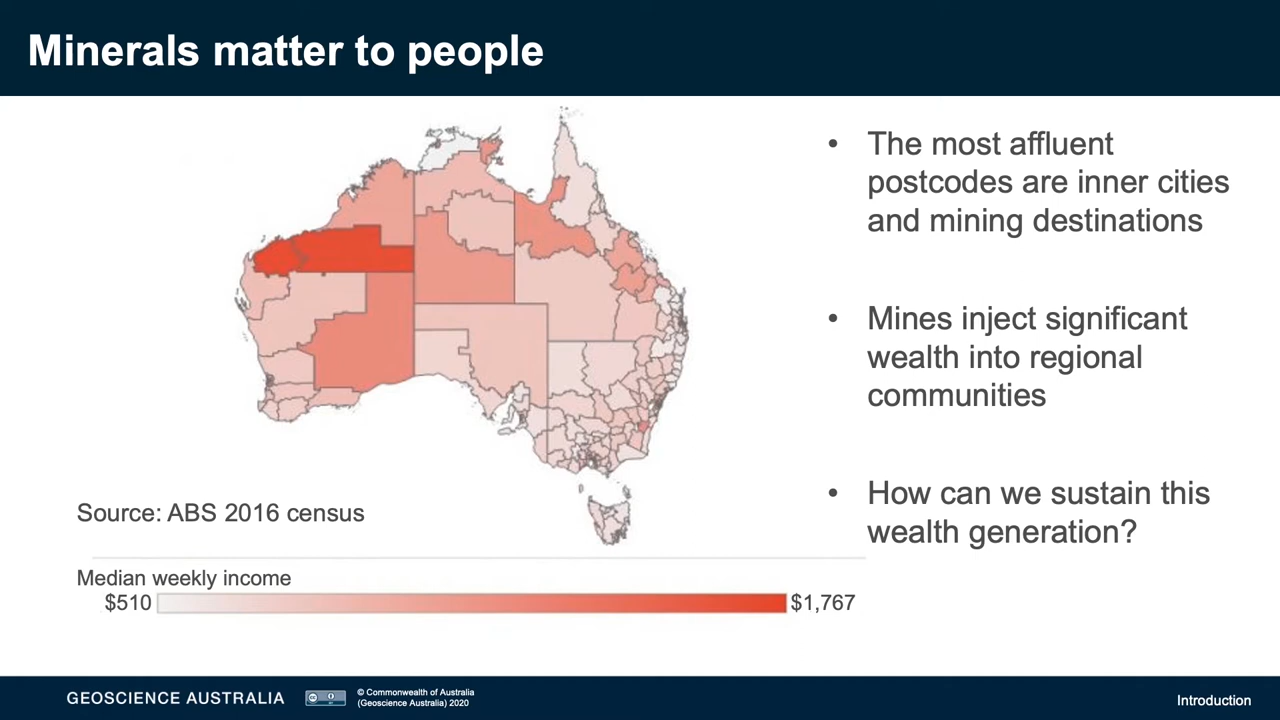 Minerals matter to people
• The most affluent
postcodes are inner cities
and mining destinations
• Mines inject significant
wealth into regional
communities
• How can we sustain this
wealth generation?
Source: ABS 2016 census
Median weekly income
$510 $1,767
GEOSCIENCE AUSTRALIA
© Commonwealth of Australia
(Geoscience Australia) 2020
Introduction